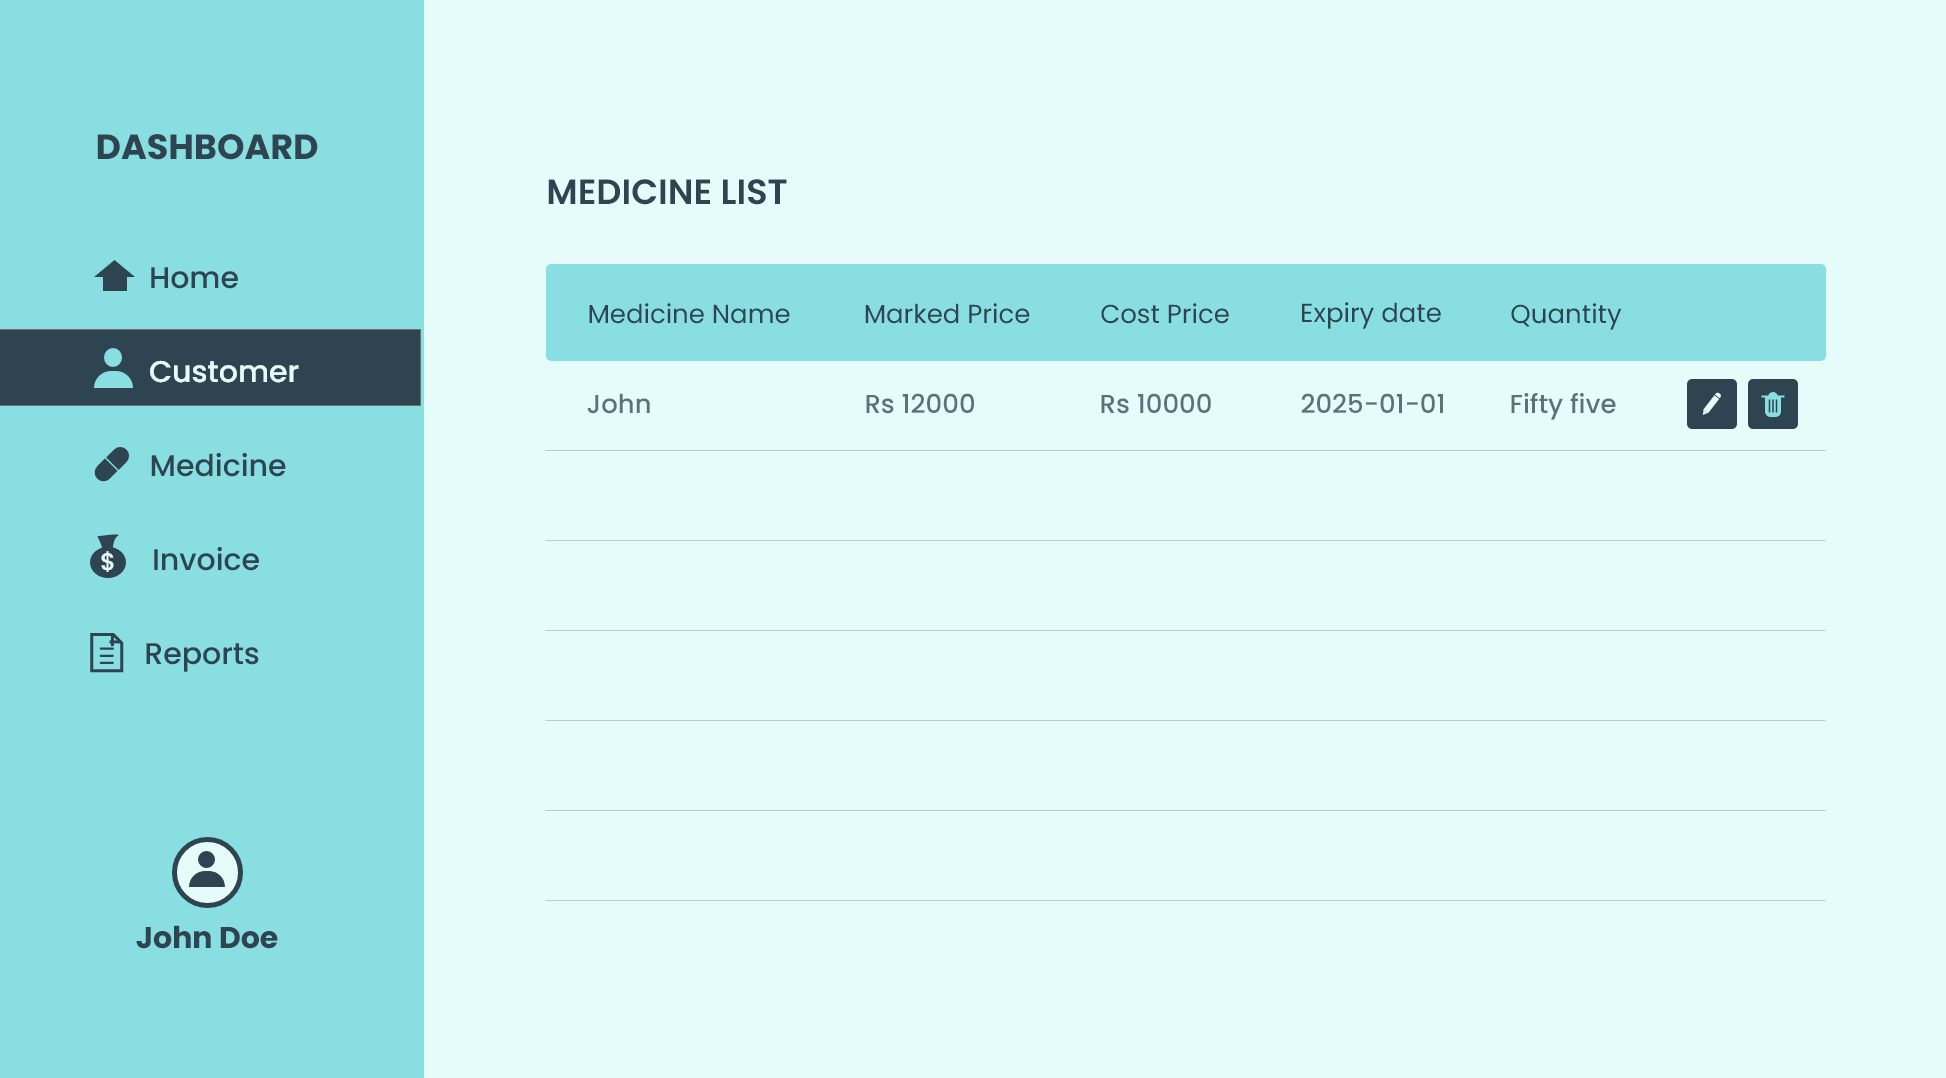 DASHBOARD
Home
Customer
Medicine
$ Invoice
Reports
John Doe
MEDICINE LIST
Medicine Name Marked Price Cost Price Expiry date Quantity
John Rs 12000 Rs 10000 2025-01-01 Fifty five